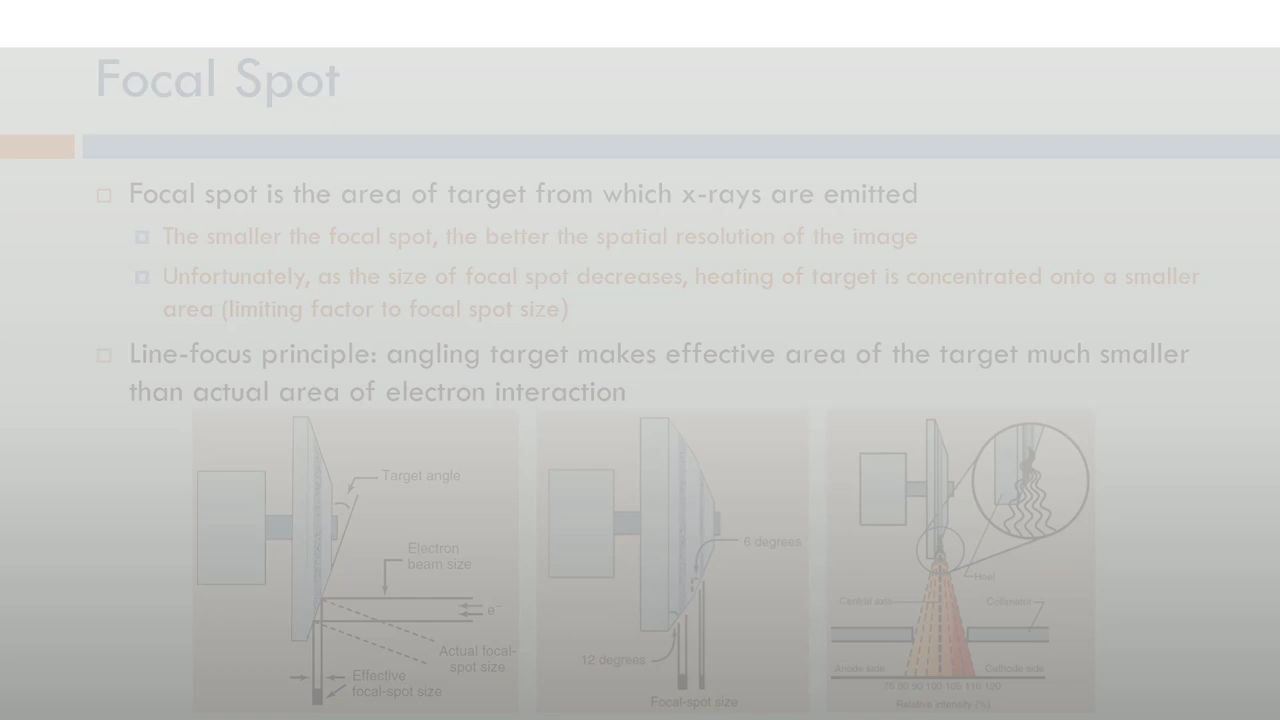 Focal Spot
Focal spot is the area of target from which x-rays are emitted
The smaller the focal spot, the better the spatial resolution of the image
Unfortunately, as the size of focal spot decreases, heating of target is concentrated onto a smaller
area (limiting factor to focal spot size)
Line-focus principle: angling target makes effective area of the target much smaller
than actual area of electron interaction
Target angle
Electron
beam size
e⁻
Actual focal-
spot size
Effective
focal-spot size
6 degrees
12 degrees
Focal-spot size
Heel
Central axis
Collimator
Anode side
Cathode side
75 80 90 100 105 110 120
Relative intensity (%)